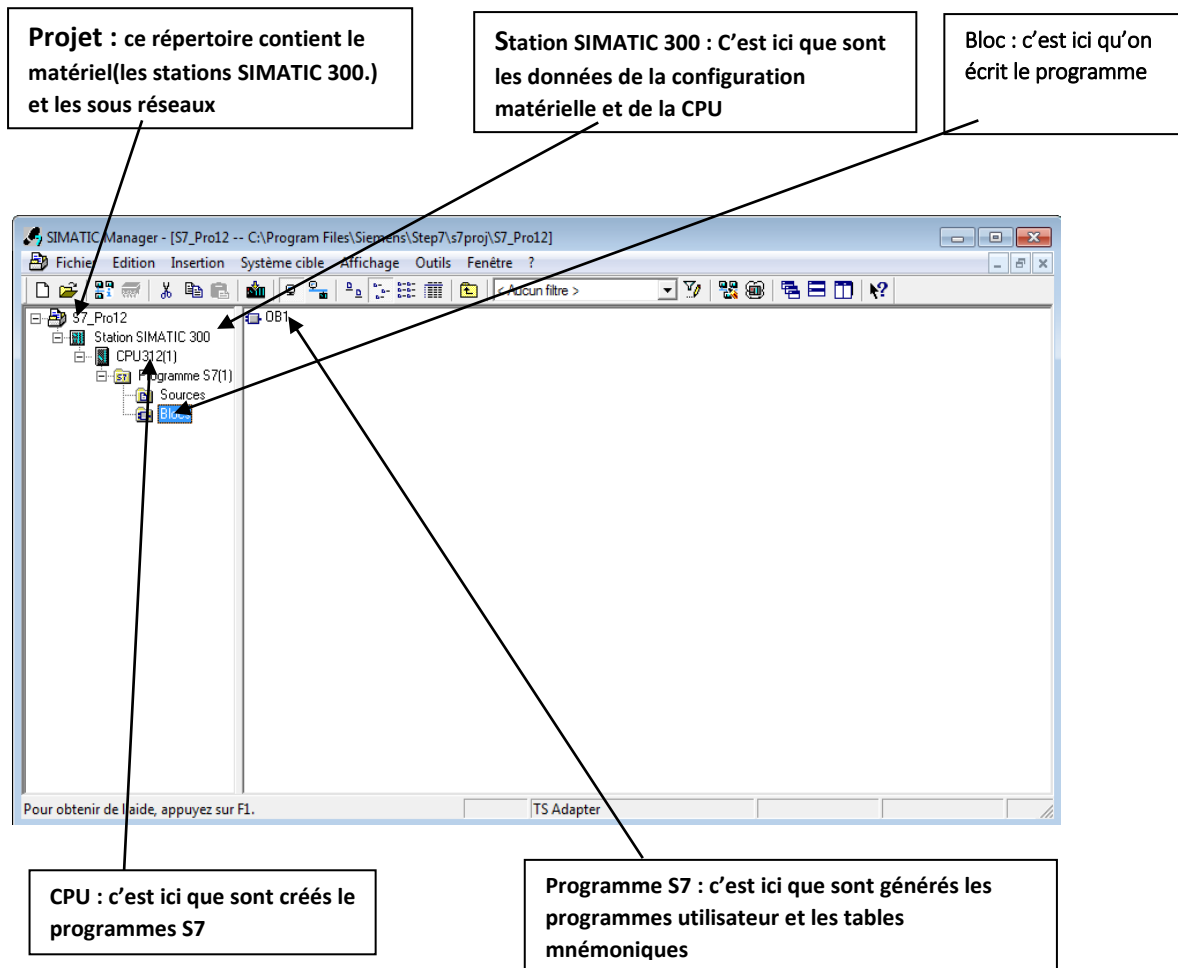 Projet : ce répertoire contient le
matériel(les stations SIMATIC 300.)
et les sous réseaux
Station SIMATIC 300 : C'est ici que sont
les données de la configuration
matérielle et de la CPU
Bloc : c'est ici qu'on
écrit le programme
SIMATIC Manager - [S7_Pro12 -- C:\Program Files\Siemens\Step7\s7proj\S7_Pro12]
Fichier Edition Insertion Système cible Affichage Outils Fenêtre ?
< Aucun filtre >
S7_Pro12
OB1
Station SIMATIC 300
CPU312(1)
Programme S7(1)
Sources
Blocs
Pour obtenir de l'aide, appuyez sur F1.
TS Adapter
CPU : c'est ici que sont créés le
programmes S7
Programme S7 : c'est ici que sont générés les
programmes utilisateur et les tables
mnémoniques